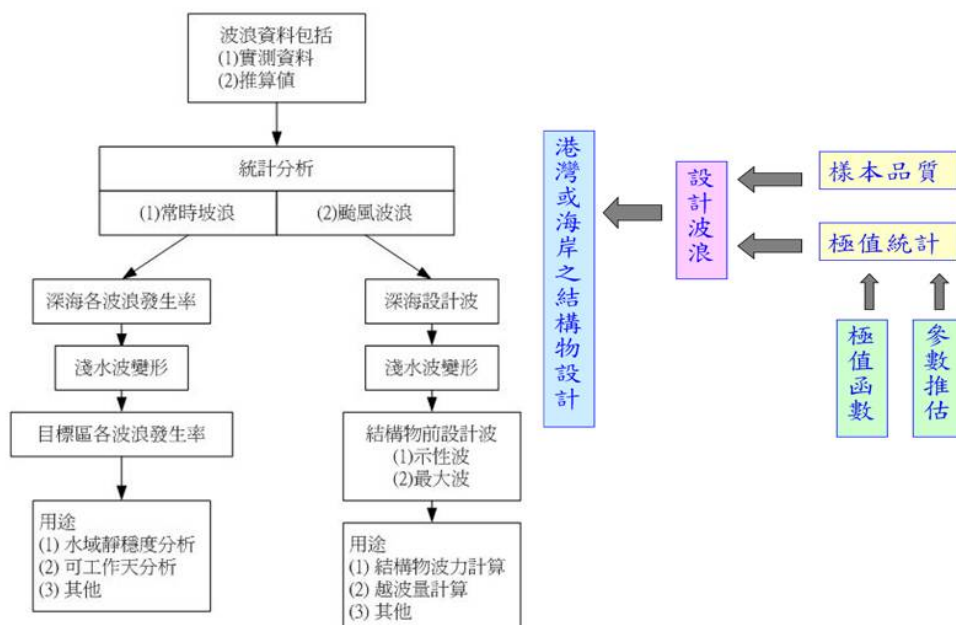 波浪資料包括
(1)實測資料
(2)推算値
統計分析
(1)常時坡浪
(2)颱風波浪
深海各波浪發生率
淺水波變形
目標區各波浪發生率
用途
(1) 水域靜穩度分析
(2) 可工作天分析
(3) 其他
深海設計波
淺水波變形
結構物前設計波
(1)示性波
(2)最大波
用途
(1) 結構物波力計算
(2) 越波量計算
(3) 其他
港灣或海岸之結構物設計
設計波浪
樣本品質
極值統計
極值函數
參數推估